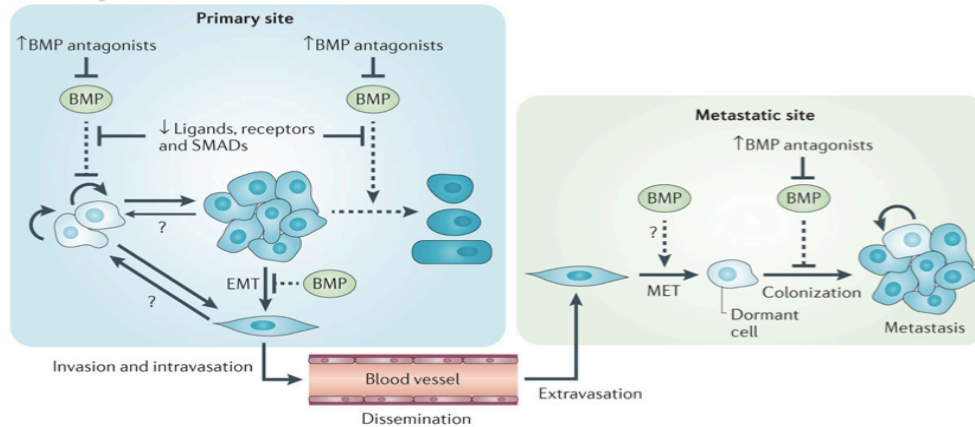 Primary site
↑BMP antagonists
↑BMP antagonists
BMP
BMP
↓ Ligands, receptors
and SMADs
?
?
EMT
BMP
Invasion and intravasation
Blood vessel
Dissemination
Extravasation
Metastatic site
↑BMP antagonists
BMP
BMP
?
MET
Colonization
Dormant
cell
Metastasis